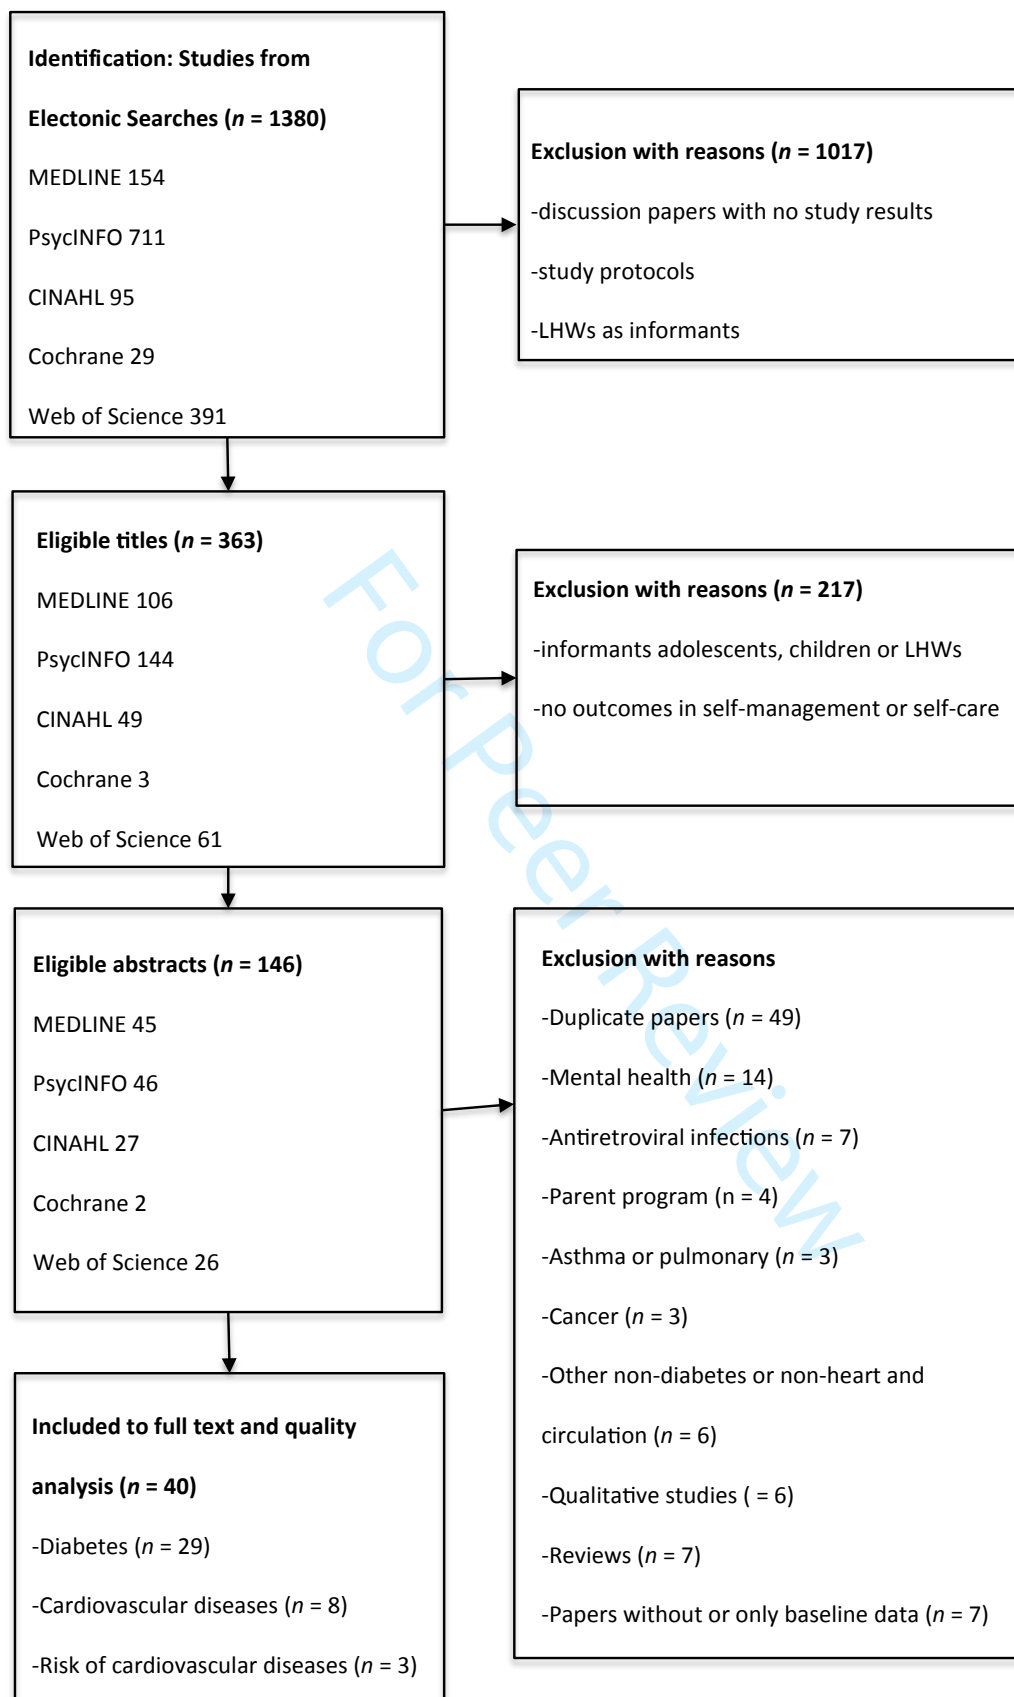 Identification: Studies from
Electonic Searches (n = 1380)
MEDLINE 154
PsycINFO 711
CINAHL 95
Cochrane 29
Web of Science 391
Exclusion with reasons (n = 1017)
-discussion papers with no study results
-study protocols
-LHWs as informants
Eligible titles (n = 363)
MEDLINE 106
PsycINFO 144
CINAHL 49
Cochrane 3
Web of Science 61
Exclusion with reasons (n = 217)
-informants adolescents, children or LHWs
-no outcomes in self-management or self-care
Eligible abstracts (n = 146)
MEDLINE 45
PsycINFO 46
CINAHL 27
Cochrane 2
Web of Science 26
Exclusion with reasons
-Duplicate papers (n = 49)
-Mental health (n = 14)
-Antiretroviral infections (n = 7)
-Parent program (n = 4)
-Asthma or pulmonary (n = 3)
-Cancer (n = 3)
-Other non-diabetes or non-heart and
circulation (n = 6)
-Qualitative studies ( = 6)
-Reviews (n = 7)
-Papers without or only baseline data (n = 7)
Included to full text and quality
analysis (n = 40)
-Diabetes (n = 29)
-Cardiovascular diseases (n = 8)
-Risk of cardiovascular diseases (n = 3)
For Peer Review